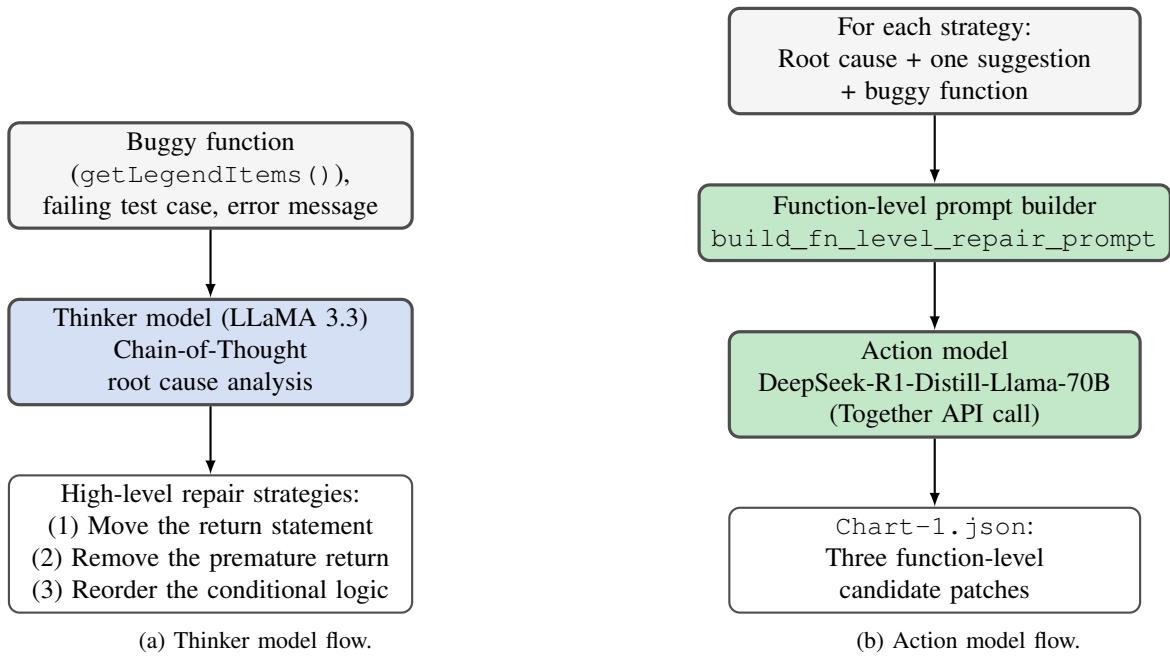 Buggy function
(getLegendItems()),
failing test case, error message
Thinker model (LLaMA 3.3)
Chain-of-Thought
root cause analysis
High-level repair strategies:
(1) Move the return statement
(2) Remove the premature return
(3) Reorder the conditional logic
(a) Thinker model flow.
For each strategy:
Root cause + one suggestion
+ buggy function
Function-level prompt builder
build_fn_level_repair_prompt
Action model
DeepSeek-R1-Distill-Llama-70B
(Together API call)
Chart-1.json:
Three function-level
candidate patches
(b) Action model flow.